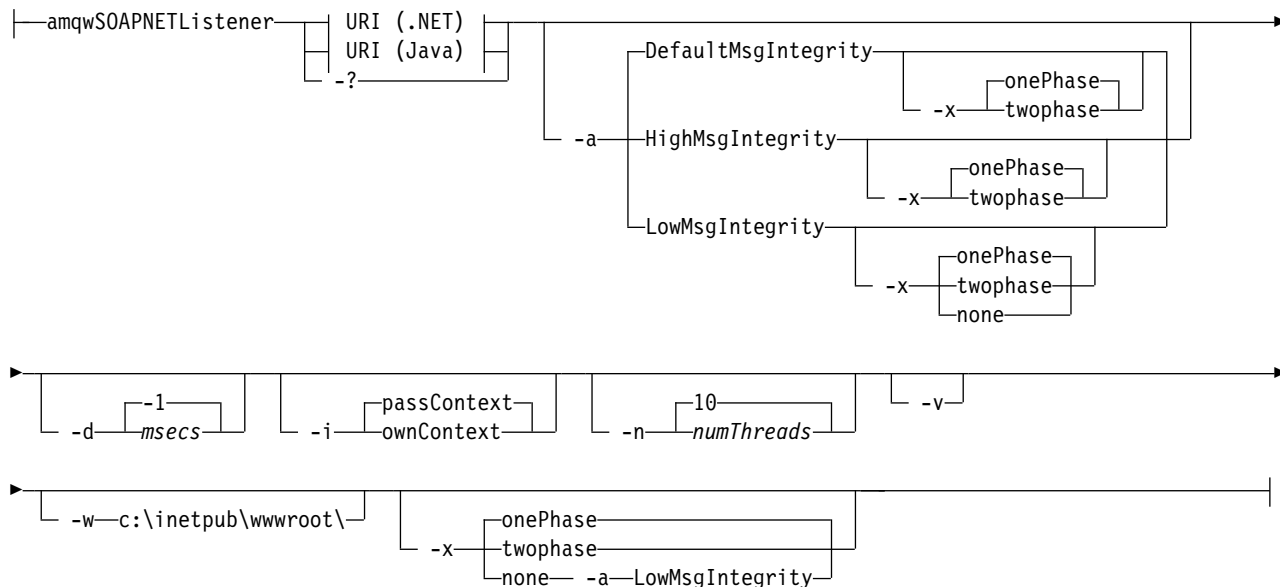 amqwSOAPNETListener URI (.NET)
URI (Java) DefaultMsgIntegrity
-? onePhase
-x twophase
-a HighMsgIntegrity
onePhase
-x twophase
LowMsgIntegrity
onePhase
-x twophase
none
-1 passContext 10 -v
-d msecs -i ownContext -n numThreads
-w c:\inetpub\wwwroot\ onePhase
-x twophase
none -a LowMsgIntegrity